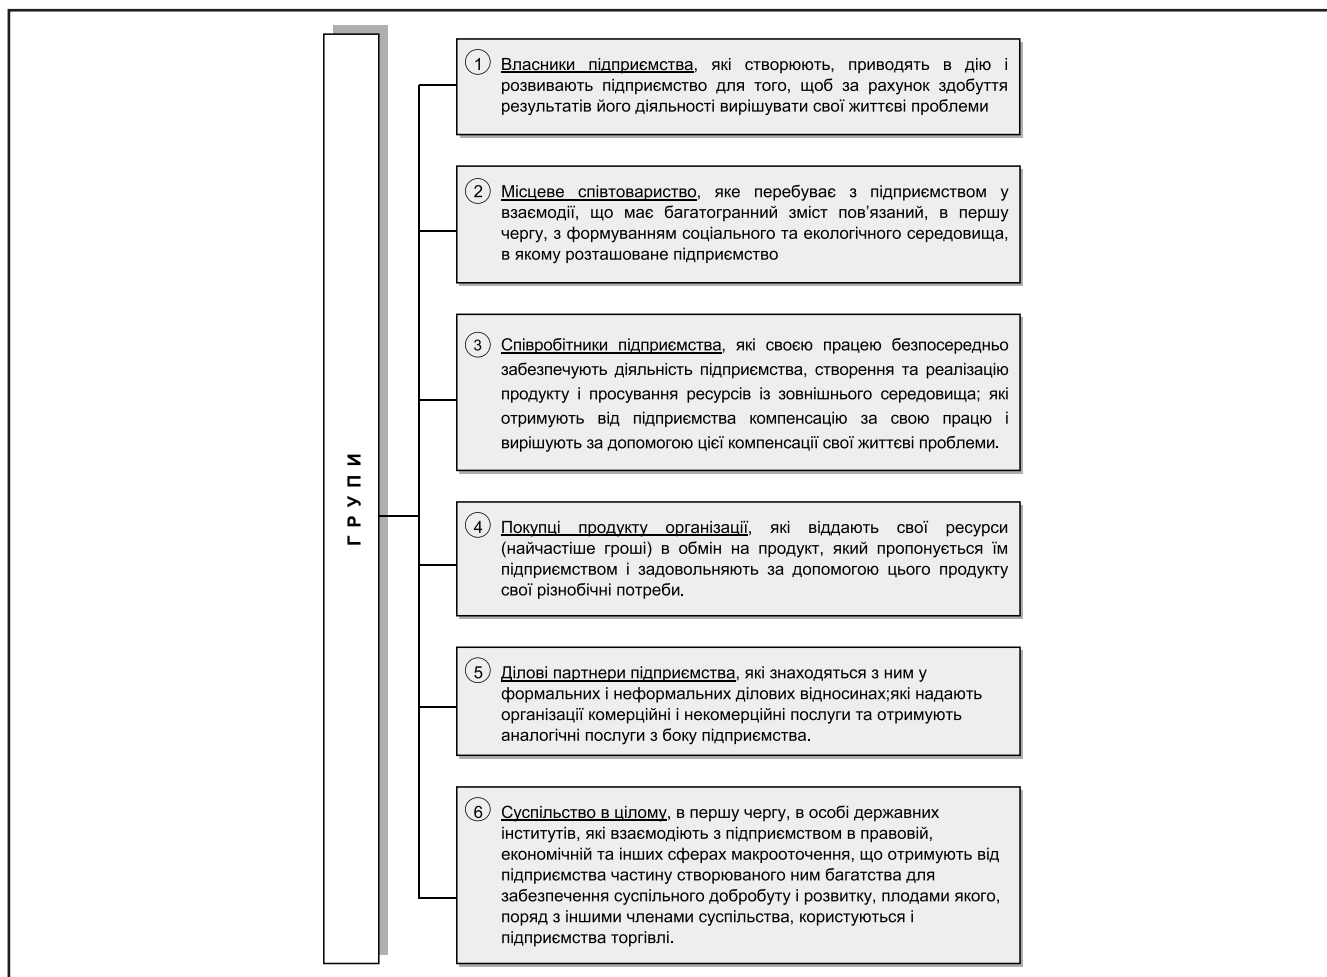 ГРУПИ
1 Власники підприємства, які створюють, приводять в дію і
розвивають підприємство для того, щоб за рахунок здобуття
результатів його діяльності вирішувати свої життєві проблеми
2 Місцеве співтовариство, яке перебуває з підприємством у
взаємодії, що має багатогранний зміст пов’язаний, в першу
чергу, з формуванням соціального та екологічного середовища,
в якому розташоване підприємство
3 Співробітники підприємства, які своєю працею безпосередньо
забезпечують діяльність підприємства, створення та реалізацію
продукту і просування ресурсів із зовнішнього середовища; які
отримують від підприємства компенсацію за свою працю і
вирішують за допомогою цієї компенсації свої життєві проблеми.
4 Покупці продукту організації, які віддають свої ресурси
(найчастіше гроші) в обмін на продукт, який пропонується їм
підприємством і задовольняють за допомогою цього продукту
свої різнобічні потреби.
5 Ділові партнери підприємства, які знаходяться з ним у
формальних і неформальних ділових відносинах;які надають
організації комерційні і некомерційні послуги та отримують
аналогічні послуги з боку підприємства.
6 Суспільство в цілому, в першу чергу, в особі державних
інститутів, які взаємодіють з підприємством в правовій,
економічній та інших сферах макрооточення, що отримують від
підприємства частину створюваного ним багатства для
забезпечення суспільного добробуту і розвитку, плодами якого,
поряд з іншими членами суспільства, користуються і
підприємства торгівлі.